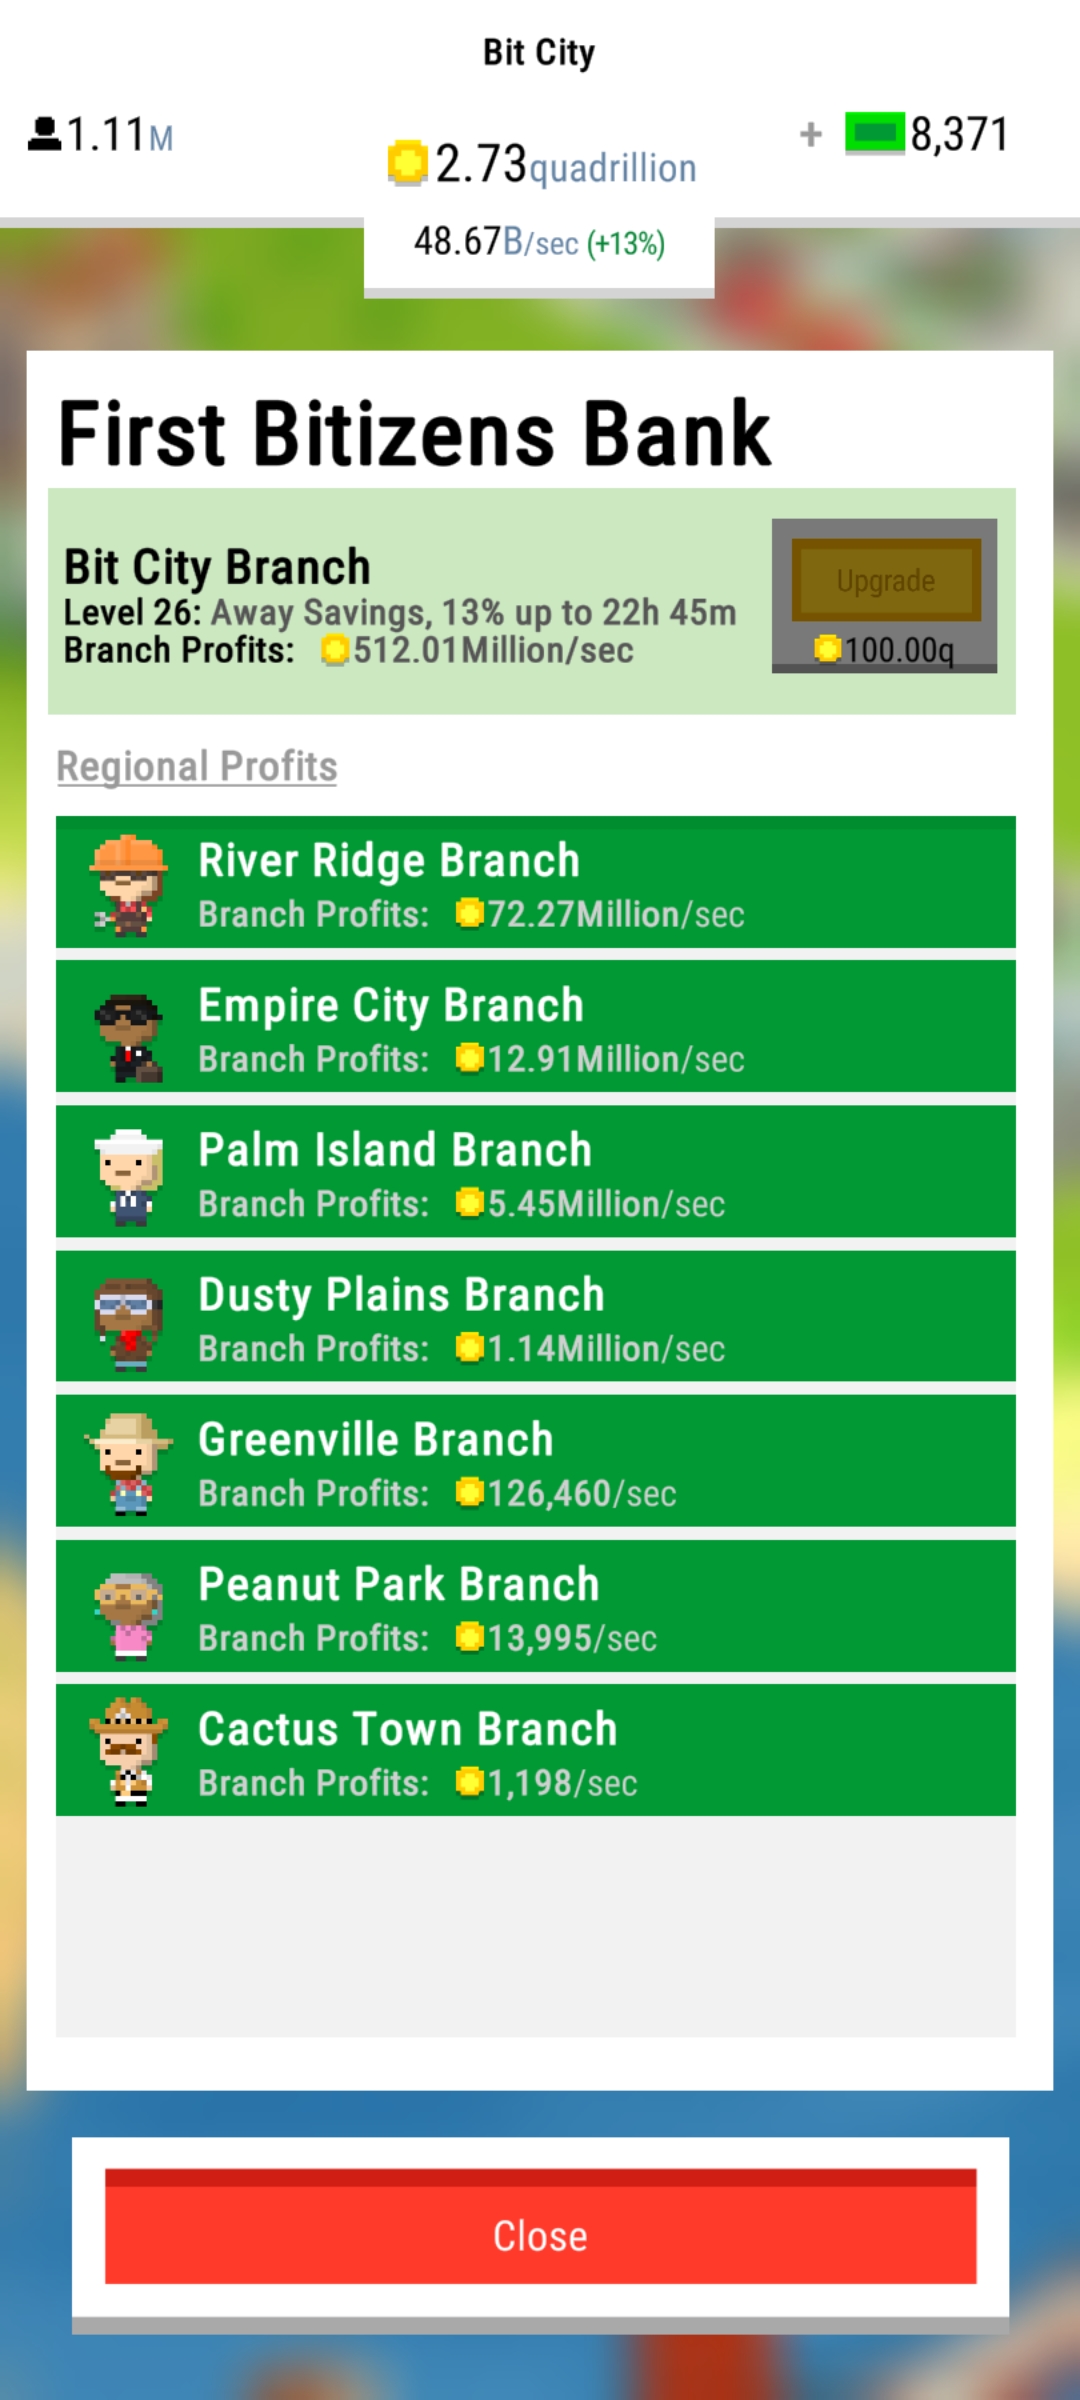 Bit City
1.11M
+ 8,371
2.73quadrillion
48.67B/sec (+13%)
First Bitizens Bank
Bit City Branch
Level 26: Away Savings, 13% up to 22h 45m
Branch Profits: 512.01Million/sec
Upgrade
100.00q
Regional Profits
River Ridge Branch
Branch Profits: 72.27Million/sec
Empire City Branch
Branch Profits: 12.91Million/sec
Palm Island Branch
Branch Profits: 5.45Million/sec
Dusty Plains Branch
Branch Profits: 1.14Million/sec
Greenville Branch
Branch Profits: 126,460/sec
Peanut Park Branch
Branch Profits: 13,995/sec
Cactus Town Branch
Branch Profits: 1,198/sec
Close